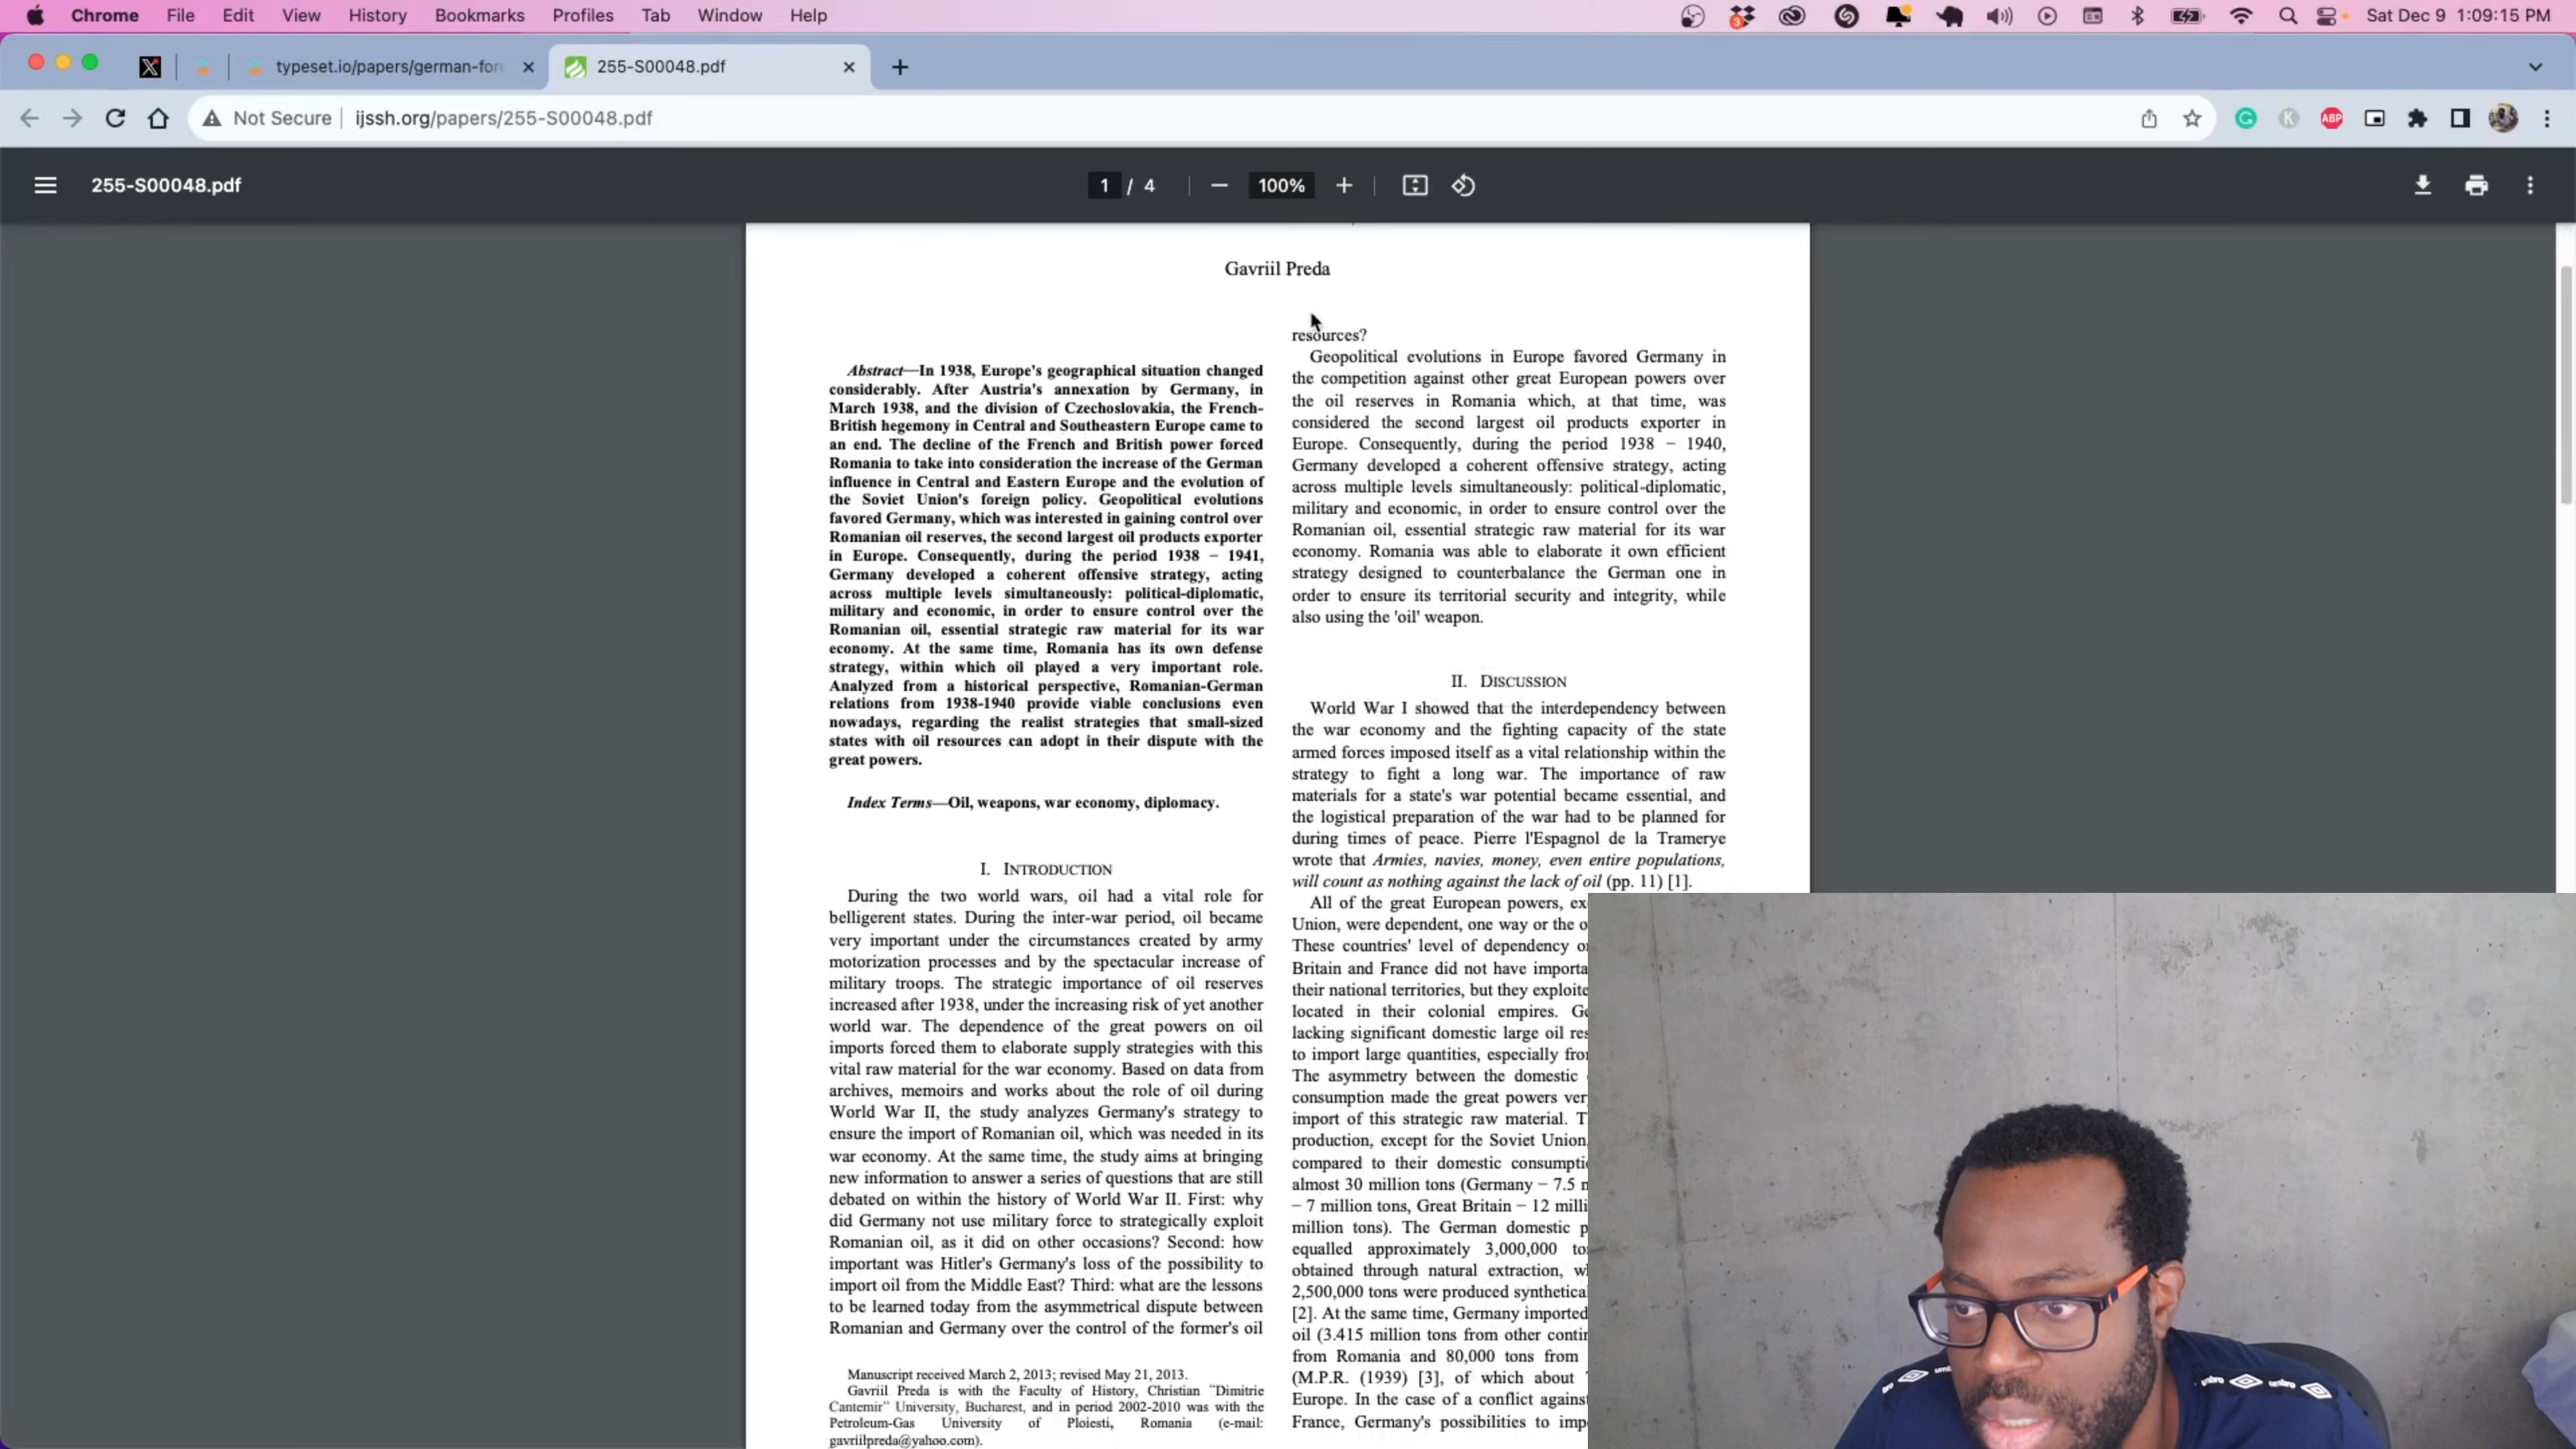 Chrome File Edit View History Bookmarks Profiles Tab Window Help
3
Sat Dec 9 1:09:15 PM
typeset.io/papers/german-for
255-S00048.pdf
Not Secure
ijssh.org/papers/255-S00048.pdf
G
K
ABP
255-S00048.pdf
1 / 4
100%
Gavriil Preda
Abstract—In 1938, Europe's geographical situation changed
considerably. After Austria's annexation by Germany, in
March 1938, and the division of Czechoslovakia, the French-
British hegemony in Central and Southeastern Europe came to
an end. The decline of the French and British power forced
Romania to take into consideration the increase of the German
influence in Central and Eastern Europe and the evolution of
the Soviet Union's foreign policy. Geopolitical evolutions
favored Germany, which was interested in gaining control over
Romanian oil reserves, the second largest oil products exporter
in Europe. Consequently, during the period 1938 − 1941,
Germany developed a coherent offensive strategy, acting
across multiple levels simultaneously: political-diplomatic,
military and economic, in order to ensure control over the
Romanian oil, essential strategic raw material for its war
economy. At the same time, Romania has its own defense
strategy, within which oil played a very important role.
Analyzed from a historical perspective, Romanian-German
relations from 1938-1940 provide viable conclusions even
nowadays, regarding the realist strategies that small-sized
states with oil resources can adopt in their dispute with the
great powers.
Index Terms—Oil, weapons, war economy, diplomacy.
I. INTRODUCTION
During the two world wars, oil had a vital role for
belligerent states. During the inter-war period, oil became
very important under the circumstances created by army
motorization processes and by the spectacular increase of
military troops. The strategic importance of oil reserves
increased after 1938, under the increasing risk of yet another
world war. The dependence of the great powers on oil
imports forced them to elaborate supply strategies with this
vital raw material for the war economy. Based on data from
archives, memoirs and works about the role of oil during
World War II, the study analyzes Germany's strategy to
ensure the import of Romanian oil, which was needed in its
war economy. At the same time, the study aims at bringing
new information to answer a series of questions that are still
debated on within the history of World War II. First: why
did Germany not use military force to strategically exploit
Romanian oil, as it did on other occasions? Second: how
important was Hitler's Germany's loss of the possibility to
import oil from the Middle East? Third: what are the lessons
to be learned today from the asymmetrical dispute between
Romanian and Germany over the control of the former's oil
Manuscript received March 2, 2013; revised May 21, 2013.
Gavriil Preda is with the Faculty of History, Christian "Dimitrie
Cantemir" University, Bucharest, and in period 2002-2010 was with the
Petroleum-Gas University of Ploiesti, Romania (e-mail:
gavriilpreda@yahoo.com).
resources?
Geopolitical evolutions in Europe favored Germany in
the competition against other great European powers over
the oil reserves in Romania which, at that time, was
considered the second largest oil products exporter in
Europe. Consequently, during the period 1938 − 1940,
Germany developed a coherent offensive strategy, acting
across multiple levels simultaneously: political-diplomatic,
military and economic, in order to ensure control over the
Romanian oil, essential strategic raw material for its war
economy. Romania was able to elaborate it own efficient
strategy designed to counterbalance the German one in
order to ensure its territorial security and integrity, while
also using the 'oil' weapon.
II. DISCUSSION
World War I showed that the interdependency between
the war economy and the fighting capacity of the state
armed forces imposed itself as a vital relationship within the
strategy to fight a long war. The importance of raw
materials for a state's war potential became essential, and
the logistical preparation of the war had to be planned for
during times of peace. Pierre l'Espagnol de la Tramerye
wrote that Armies, navies, money, even entire populations,
will count as nothing against the lack of oil (pp. 11) [1].
All of the great European powers, ex
Union, were dependent, one way or the o
These countries' level of dependency o
Britain and France did not have importa
their national territories, but they exploite
located in their colonial empires. Ge
lacking significant domestic large oil res
to import large quantities, especially fro
The asymmetry between the domestic
consumption made the great powers ver
import of this strategic raw material. T
production, except for the Soviet Union,
compared to their domestic consumpti
almost 30 million tons (Germany − 7.5 m
− 7 million tons, Great Britain − 12 milli
million tons). The German domestic p
equalled approximately 3,000,000 to
obtained through natural extraction, wh
2,500,000 tons were produced synthetica
[2]. At the same time, Germany imported
oil (3.415 million tons from other contin
from Romania and 80,000 tons from
(M.P.R. (1939) [3], of which about
Europe. In the case of a conflict against
France, Germany's possibilities to imp
umbro
umbro
umbro